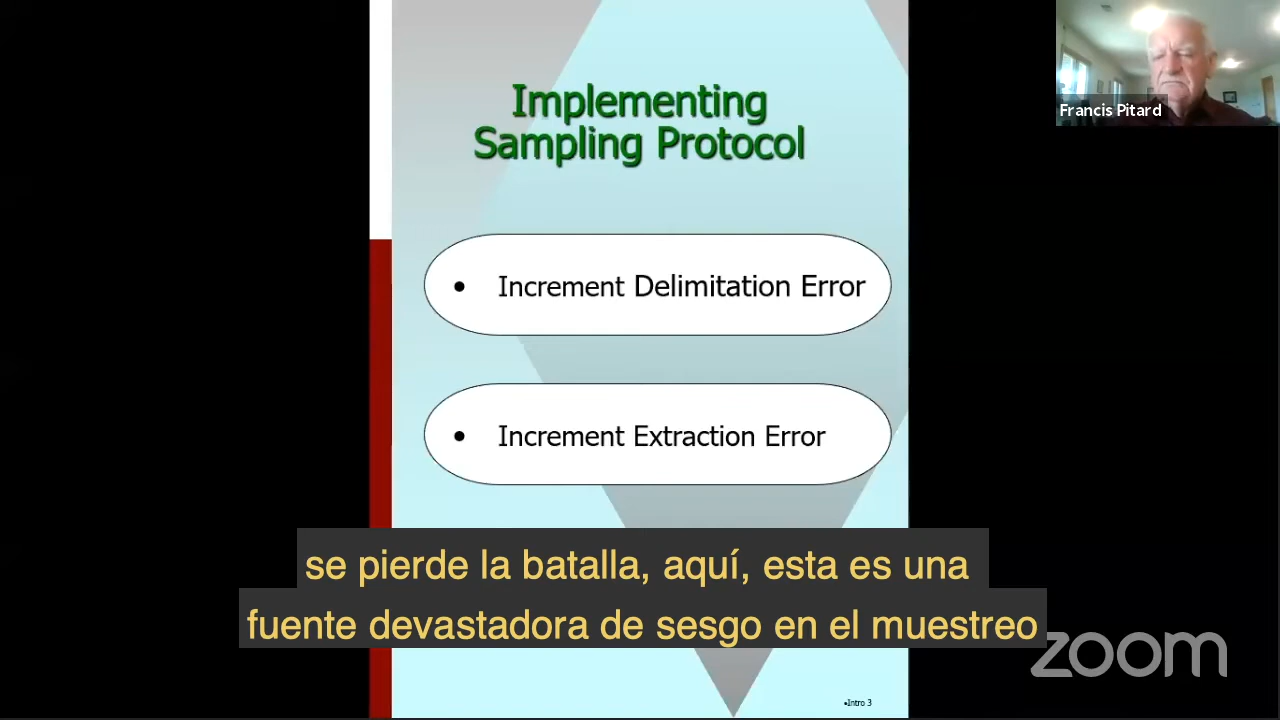 Implementing
Sampling Protocol
Francis Pitard
• Increment Delimitation Error
• Increment Extraction Error
se pierde la batalla, aquí, esta es una
fuente devastadora de sesgo en el muestreo
zoom
•Intro 3